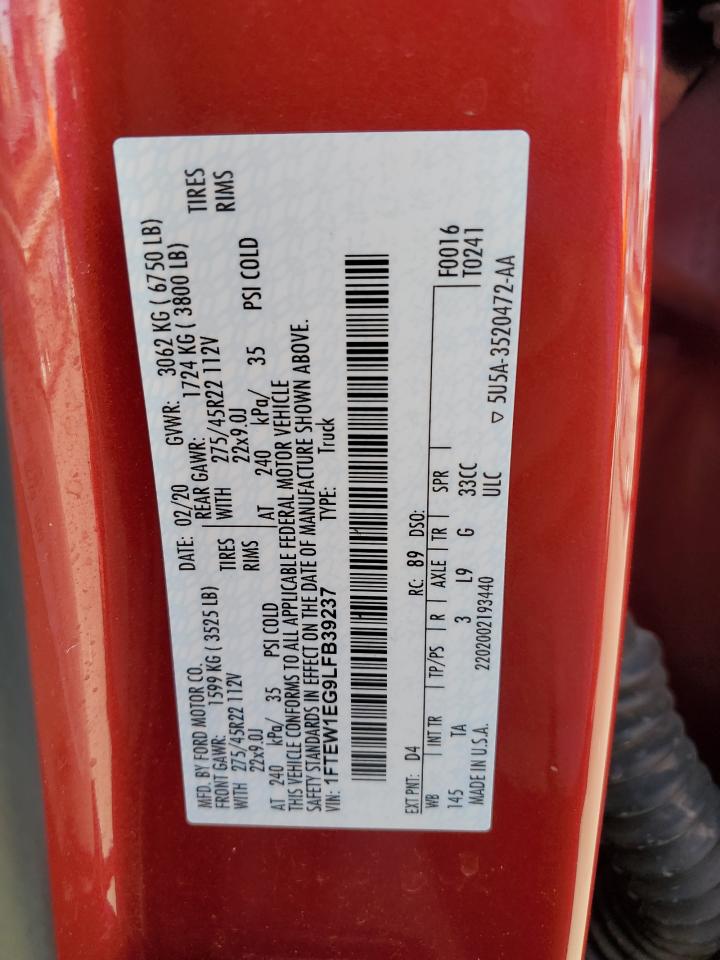 MFD. BY FORD MOTOR CO. DATE: 02/20 GVWR: 3062 KG ( 6750 LB)
FRONT GAWR: 1599 KG ( 3525 LB) REAR GAWR: 1724 KG ( 3800 LB)
WITH 275/45R22 112V TIRES WITH 275/45R22 112V TIRES
22x9.0J RIMS 22x9.0J RIMS
AT 240 kPa/ 35 PSI COLD AT 240 kPa/ 35 PSI COLD
THIS VEHICLE CONFORMS TO ALL APPLICABLE FEDERAL MOTOR VEHICLE
SAFETY STANDARDS IN EFFECT ON THE DATE OF MANUFACTURE SHOWN ABOVE.
VIN: 1FTEW1EG9LFB39237 TYPE: Truck
EXT PNT: D4 RC: 89 DSO: F0016
WB INT TR TP/PS R AXLE TR SPR T0241
145 TA 3 L9 G 33CC
MADE IN U.S.A. 2202002193440 ULC ▽ 5U5A-3520472-AA